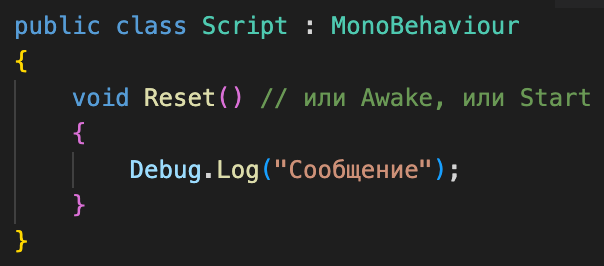 public class Script : MonoBehaviour
{
void Reset() // или Awake, или Start
{
Debug.Log("Сообщение");
}
}